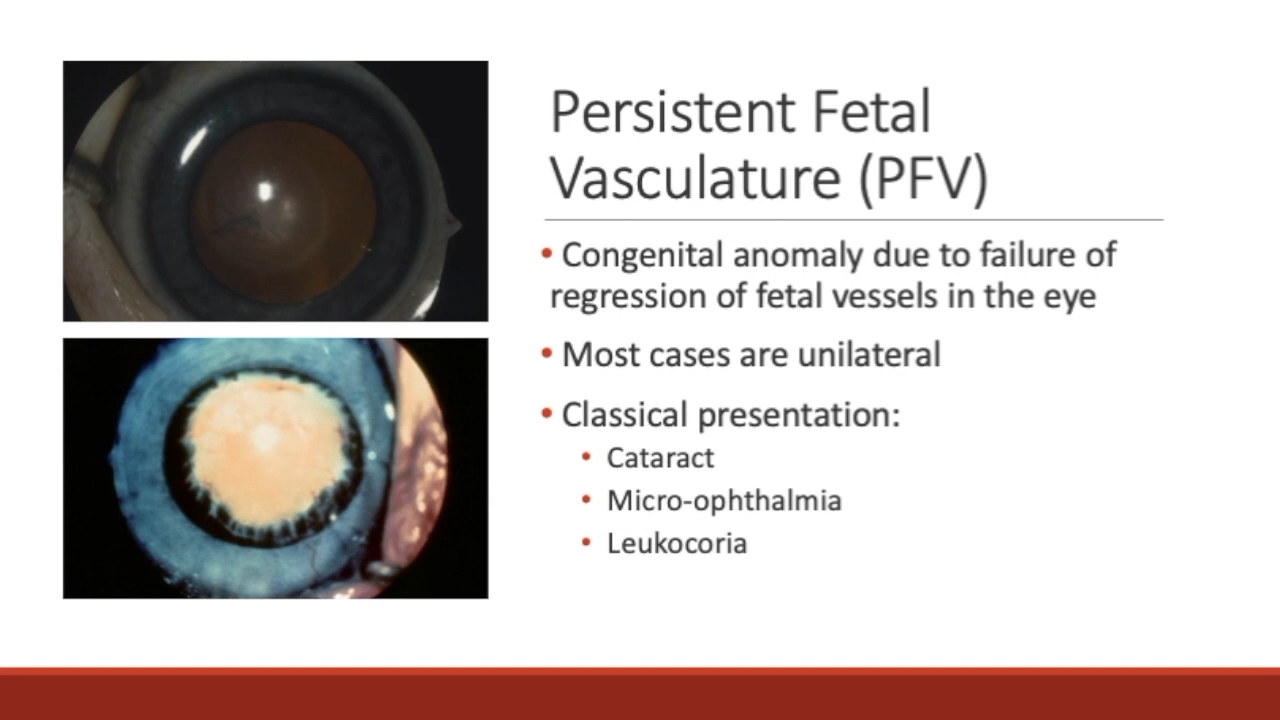 Persistent Fetal
Vasculature (PFV)
• Congenital anomaly due to failure of
regression of fetal vessels in the eye
• Most cases are unilateral
• Classical presentation:
• Cataract
• Micro-ophthalmia
• Leukocoria